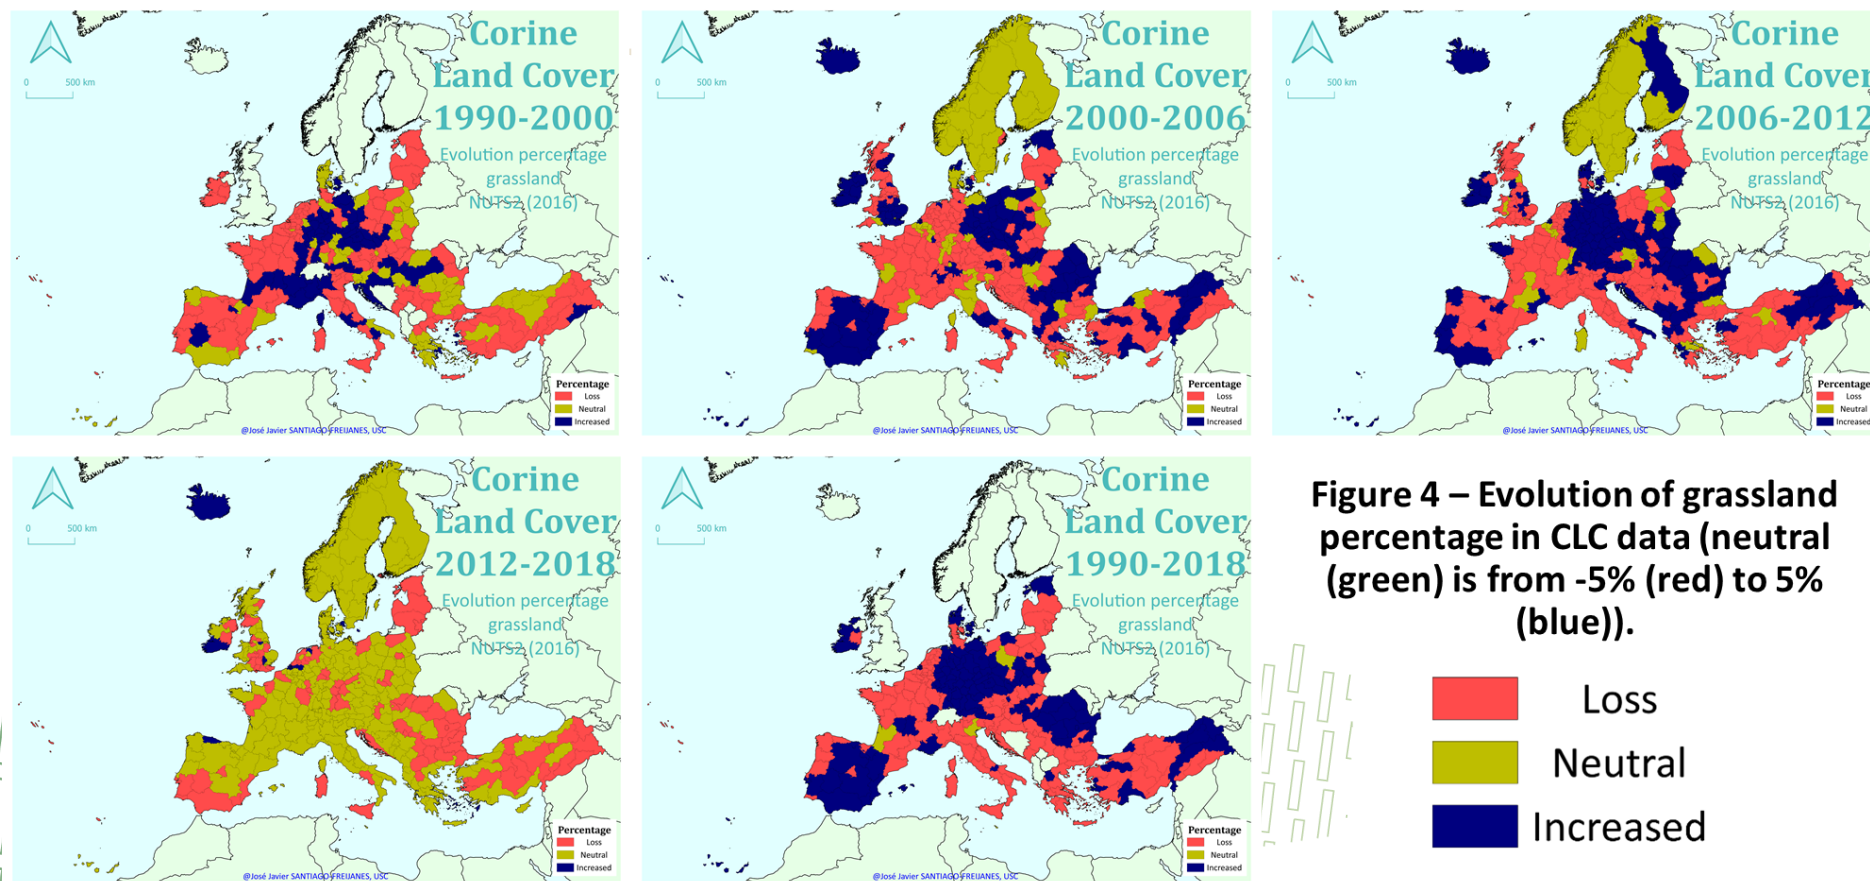 Corine
Land Cover
1990-2000
Evolution percentage
grassland
NUTS2 (2016)
0 500 km
Percentage
Loss
Neutral
Increased
@José Javier SANTIAGO-FREIJANES, USC
Corine
Land Cover
2000-2006
Evolution percentage
grassland
NUTS2 (2016)
0 500 km
Percentage
Loss
Neutral
Increased
@José Javier SANTIAGO-FREIJANES, USC
Corine
Land Cover
2006-2012
Evolution percentage
grassland
NUTS2 (2016)
0 500 km
Percentage
Loss
Neutral
Increased
@José Javier SANTIAGO-FREIJANES, USC
Corine
Land Cover
2012-2018
Evolution percentage
grassland
NUTS2 (2016)
0 500 km
Percentage
Loss
Neutral
Increased
@José Javier SANTIAGO-FREIJANES, USC
Corine
Land Cover
1990-2018
Evolution percentage
grassland
NUTS2 (2016)
0 500 km
Percentage
Loss
Neutral
Increased
@José Javier SANTIAGO-FREIJANES, USC
Figure 4 – Evolution of grassland
percentage in CLC data (neutral
(green) is from -5% (red) to 5%
(blue)).
Loss
Neutral
Increased